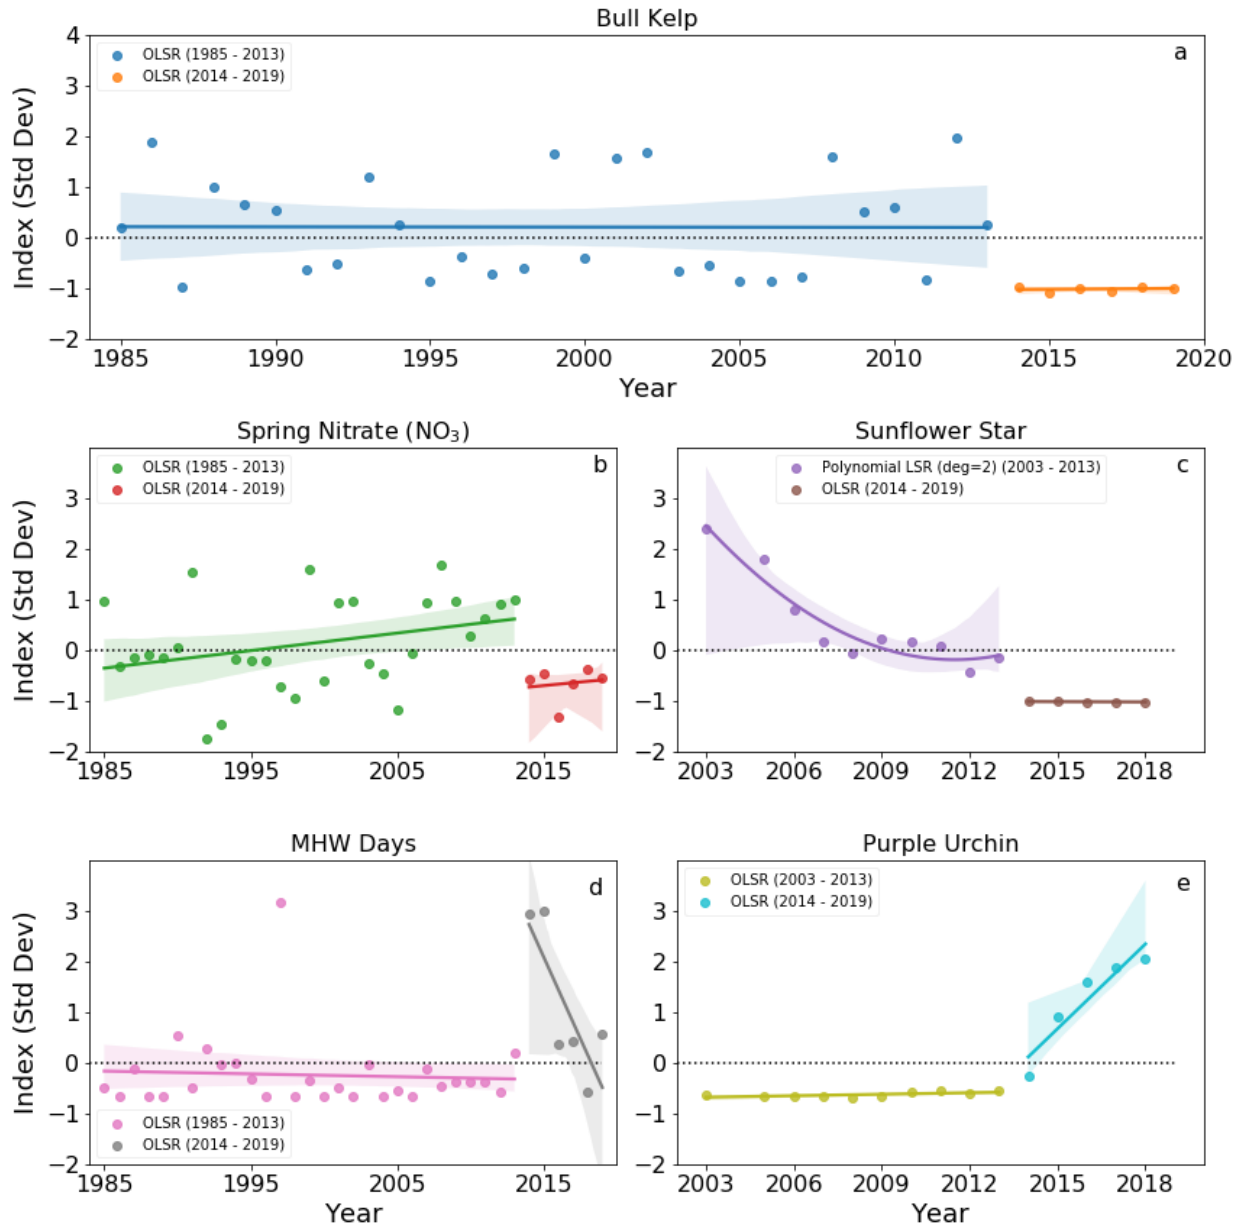 Bull Kelp
a
OLSR (1985 - 2013)
OLSR (2014 - 2019)
Index (Std Dev)
4
3
2
1
0
−1
−2
1985 1990 1995 2000 2005 2010 2015 2020
Year
Spring Nitrate (NO₃)
b
OLSR (1985 - 2013)
OLSR (2014 - 2019)
Index (Std Dev)
3
2
1
0
−1
−2
1985 1995 2005 2015
Sunflower Star
c
Polynomial LSR (deg=2) (2003 - 2013)
OLSR (2014 - 2019)
3
2
1
0
−1
−2
2003 2006 2009 2012 2015 2018
MHW Days
d
Index (Std Dev)
3
2
1
0
−1
−2
OLSR (1985 - 2013)
OLSR (2014 - 2019)
1985 1995 2005 2015
Year
Purple Urchin
e
OLSR (2003 - 2013)
OLSR (2014 - 2019)
3
2
1
0
−1
−2
2003 2006 2009 2012 2015 2018
Year